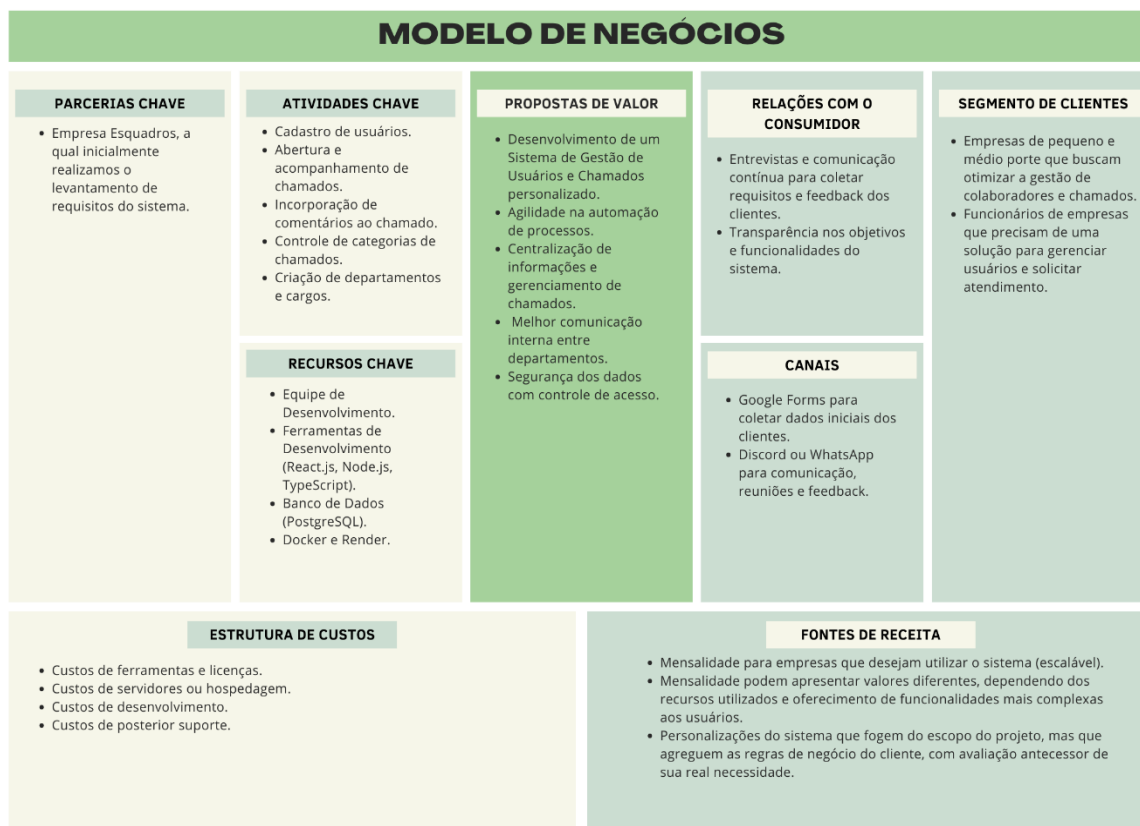 MODELO DE NEGÓCIOS
PARCERIAS CHAVE
• Empresa Esquadros, a
qual inicialmente
realizamos o
levantamento de
requisitos do sistema.
ATIVIDADES CHAVE
• Cadastro de usuários.
• Abertura e
acompanhamento de
chamados.
• Incorporação de
comentários ao chamado.
• Controle de categorias de
chamados.
• Criação de departamentos
e cargos.
RECURSOS CHAVE
• Equipe de
Desenvolvimento.
• Ferramentas de
Desenvolvimento
(React.js, Node.js,
TypeScript).
• Banco de Dados
(PostgreSQL).
• Docker e Render.
PROPOSTAS DE VALOR
• Desenvolvimento de um
Sistema de Gestão de
Usuários e Chamados
personalizado.
• Agilidade na automação
de processos.
• Centralização de
informações e
gerenciamento de
chamados.
• Melhor comunicação
interna entre
departamentos.
• Segurança dos dados
com controle de acesso.
RELAÇÕES COM O
CONSUMIDOR
• Entrevistas e comunicação
contínua para coletar
requisitos e feedback dos
clientes.
• Transparência nos objetivos
e funcionalidades do
sistema.
CANAIS
• Google Forms para
coletar dados iniciais dos
clientes.
• Discord ou WhatsApp
para comunicação,
reuniões e feedback.
SEGMENTO DE CLIENTES
• Empresas de pequeno e
médio porte que buscam
otimizar a gestão de
colaboradores e chamados.
• Funcionários de empresas
que precisam de uma
solução para gerenciar
usuários e solicitar
atendimento.
ESTRUTURA DE CUSTOS
• Custos de ferramentas e licenças.
• Custos de servidores ou hospedagem.
• Custos de desenvolvimento.
• Custos de posterior suporte.
FONTES DE RECEITA
• Mensalidade para empresas que desejam utilizar o sistema (escalável).
• Mensalidade podem apresentar valores diferentes, dependendo dos
recursos utilizados e oferecimento de funcionalidades mais complexas
aos usuários.
• Personalizações do sistema que fogem do escopo do projeto, mas que
agreguem as regras de negócio do cliente, com avaliação antecessor de
sua real necessidade.